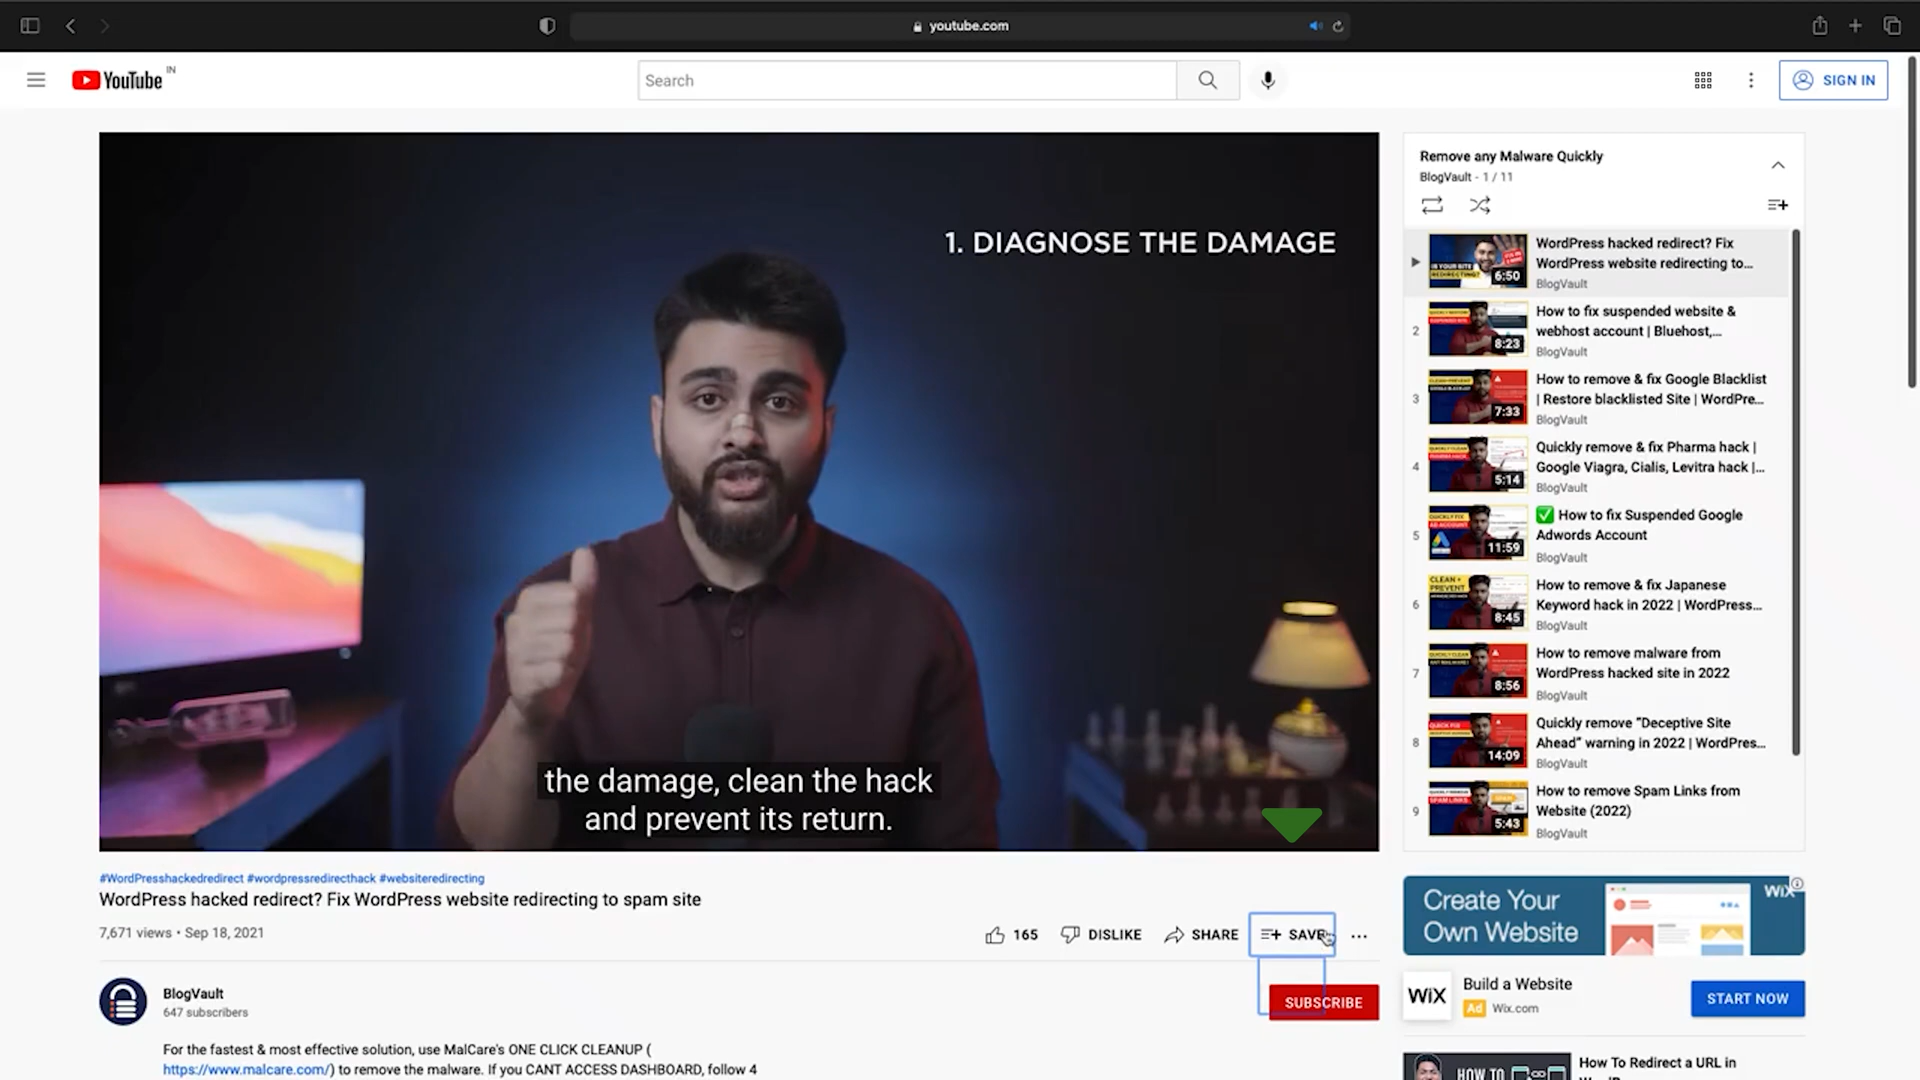 youtube.com
YouTube IN
Search
SIGN IN
1. DIAGNOSE THE DAMAGE
the damage, clean the hack
and prevent its return.
#WordPresshackedredirect #wordpressredirecthack #websiteredirecting
WordPress hacked redirect? Fix WordPress website redirecting to spam site
7,671 views • Sep 18, 2021
165 DISLIKE SHARE SAVE
BlogVault
647 subscribers
SUBSCRIBE
For the fastest & most effective solution, use MalCare's ONE CLICK CLEANUP (
https://www.malcare.com/) to remove the malware. If you CANT ACCESS DASHBOARD, follow 4
Remove any Malware Quickly
BlogVault - 1 / 11
6:50
WordPress hacked redirect? Fix
WordPress website redirecting to...
BlogVault
2
8:23
How to fix suspended website &
webhost account | Bluehost,...
BlogVault
3
7:33
How to remove & fix Google Blacklist
| Restore blacklisted Site | WordPre...
BlogVault
4
5:14
Quickly remove & fix Pharma hack |
Google Viagra, Cialis, Levitra hack |...
BlogVault
5
11:59
✅ How to fix Suspended Google
Adwords Account
BlogVault
6
CLEAN +
PREVENT
8:45
How to remove & fix Japanese
Keyword hack in 2022 | WordPress...
BlogVault
7
8:56
How to remove malware from
WordPress hacked site in 2022
BlogVault
8
14:09
Quickly remove “Deceptive Site
Ahead” warning in 2022 | WordPres...
BlogVault
9
SPAM LINKS
5:43
How to remove Spam Links from
Website (2022)
BlogVault
Create Your
Own Website
WiX
WiX
Build a Website
Ad Wix.com
START NOW
HOW TO
How To Redirect a URL in